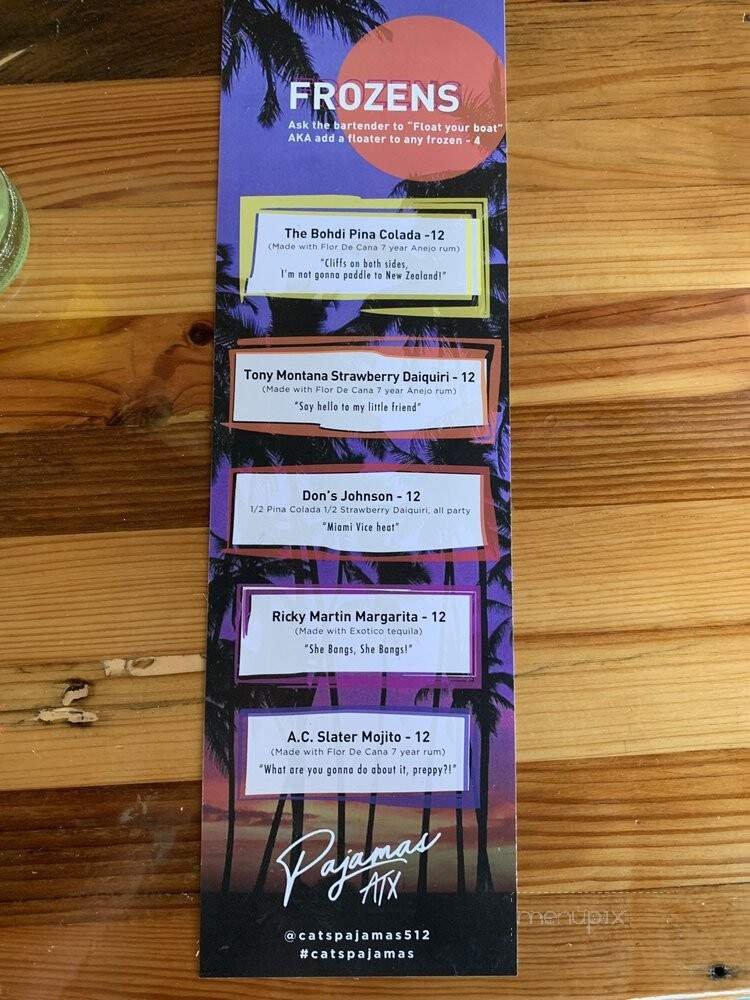 FROZENS
Ask the bartender to "Float your boat"
AKA add a floater to any frozen - 4
The Bohdi Pina Colada -12
(Made with Flor De Cana 7 year Anejo rum)
"Cliffs on both sides,
I'm not gonna paddle to New Zealand!"
Tony Montana Strawberry Daiquiri - 12
(Made with Flor De Cana 7 year Anejo rum)
"Say hello to my little friend"
Don's Johnson - 12
1/2 Pina Colada 1/2 Strawberry Daiquiri, all party
"Miami Vice heat"
Ricky Martin Margarita - 12
(Made with Exotico tequila)
"She Bangs, She Bangs!"
A.C. Slater Mojito - 12
(Made with Flor De Cana 7 year rum)
"What are you gonna do about it, preppy?!"
Pajamas
ATX
@catspajamas512
#catspajamas
menupix